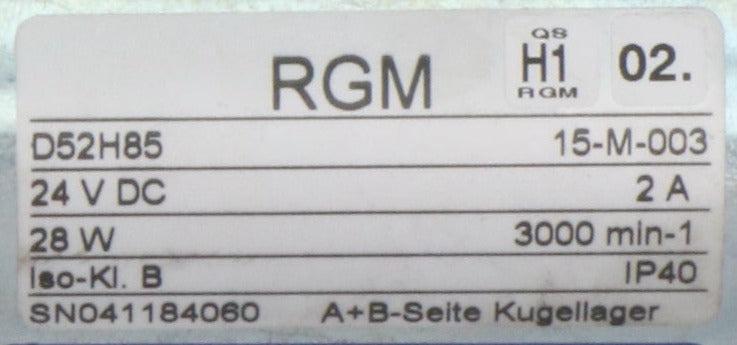 RGM
QS
H1
RGM
02.
D52H85 15-M-003
24 V DC 2 A
28 W 3000 min-1
Iso-Kl. B IP40
SN041184060 A+B-Seite Kugellager